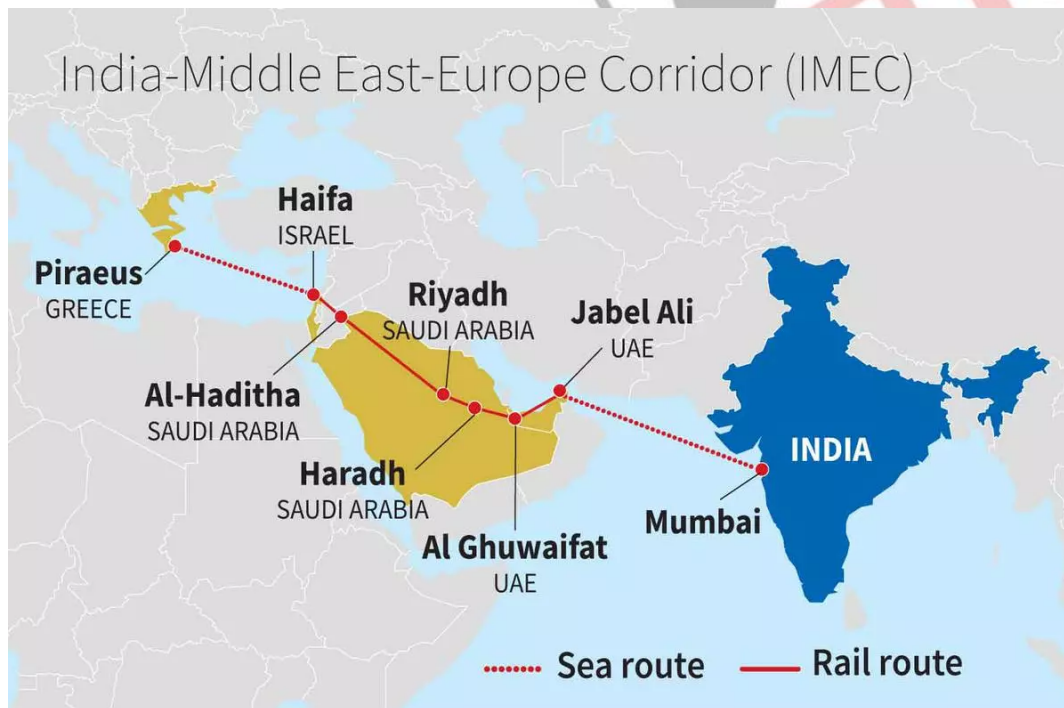 India-Middle East-Europe Corridor (IMEC)
Haifa
ISRAEL
Piraeus
GREECE
Riyadh
SAUDI ARABIA
Jabel Ali
UAE
Al-Haditha
SAUDI ARABIA
Haradh
SAUDI ARABIA
INDIA
Mumbai
Al Ghuwaifat
UAE
Sea route
Rail route